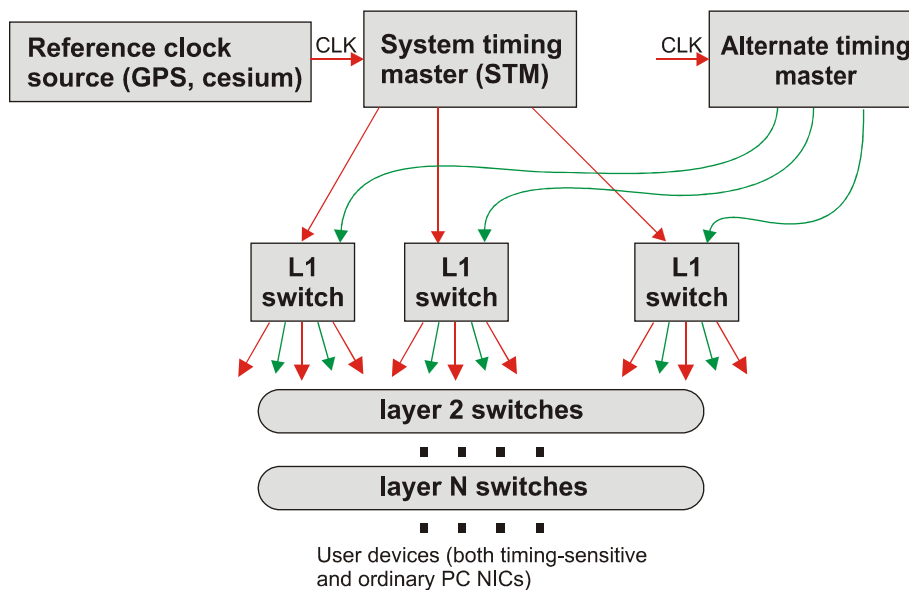 Reference clock
source (GPS, cesium)
CLK
System timing
master (STM)
CLK
Alternate timing
master
L1
switch
L1
switch
L1
switch
layer 2 switches
layer N switches
User devices (both timing-sensitive
and ordinary PC NICs)